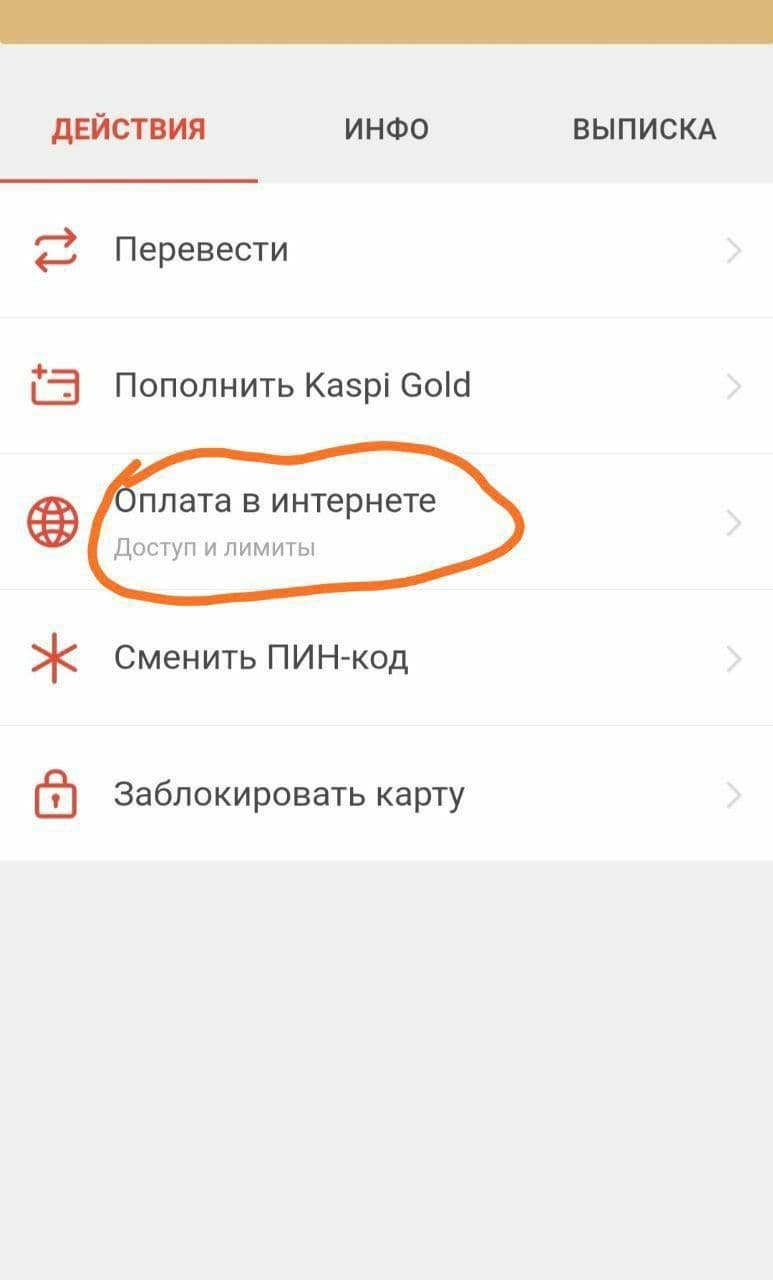 ДЕЙСТВИЯ ИНФО ВЫПИСКА
Перевести
Пополнить Kaspi Gold
Оплата в интернете
Доступ и лимиты
Сменить ПИН-код
Заблокировать карту